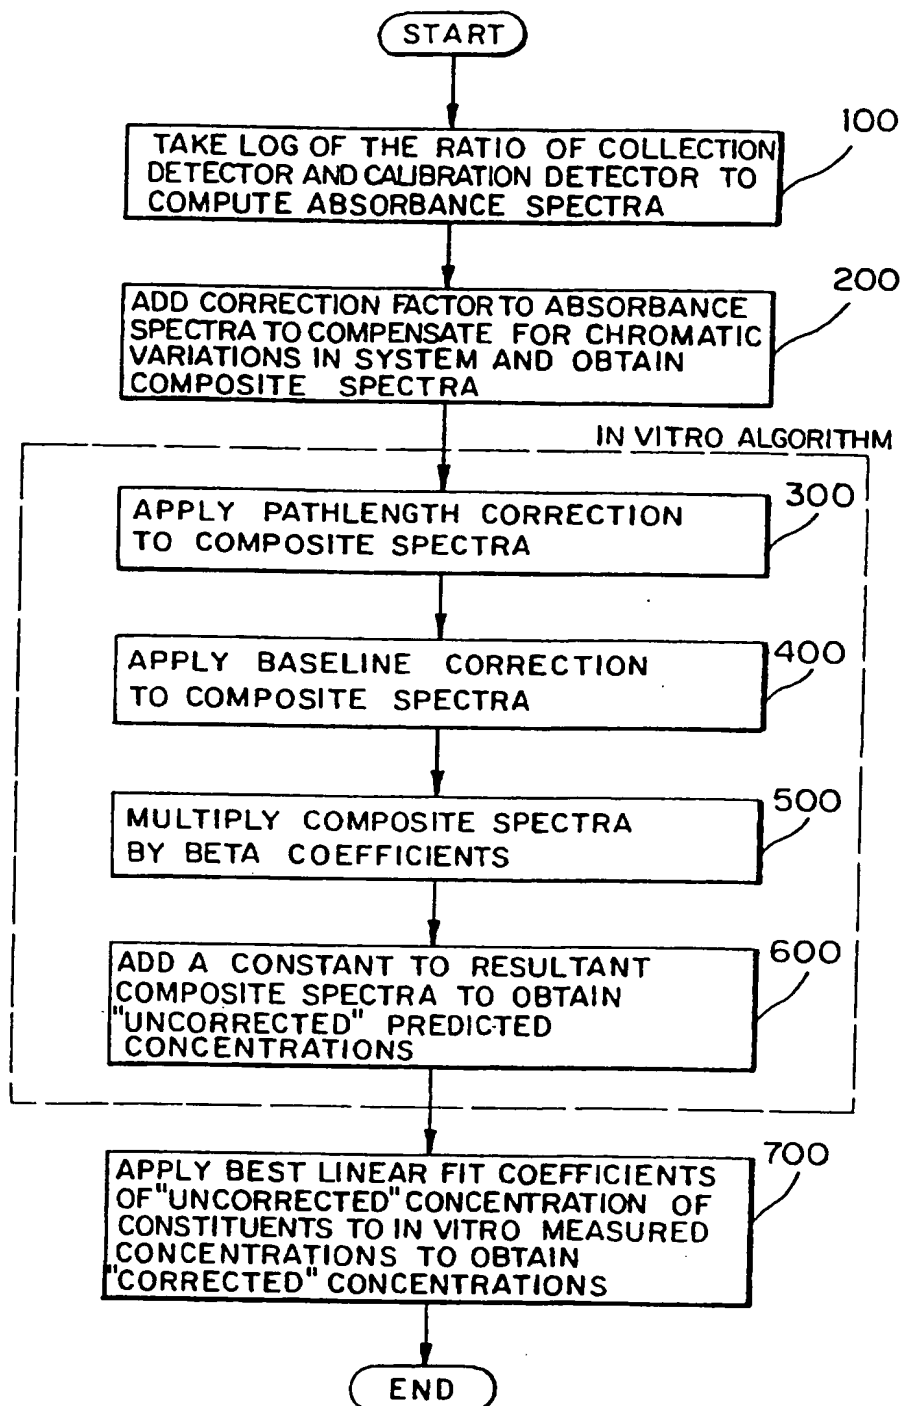 START
100
TAKE LOG OF THE RATIO OF COLLECTION
DETECTOR AND CALIBRATION DETECTOR TO
COMPUTE ABSORBANCE SPECTRA
200
ADD CORRECTION FACTOR TO ABSORBANCE
SPECTRA TO COMPENSATE FOR CHROMATIC
VARIATIONS IN SYSTEM AND OBTAIN
COMPOSITE SPECTRA
IN VITRO ALGORITHM
300
APPLY PATHLENGTH CORRECTION
TO COMPOSITE SPECTRA
400
APPLY BASELINE CORRECTION
TO COMPOSITE SPECTRA
500
MULTIPLY COMPOSITE SPECTRA
BY BETA COEFFICIENTS
600
ADD A CONSTANT TO RESULTANT
COMPOSITE SPECTRA TO OBTAIN
"UNCORRECTED" PREDICTED
CONCENTRATIONS
700
APPLY BEST LINEAR FIT COEFFICIENTS
OF "UNCORRECTED" CONCENTRATION OF
CONSTITUENTS TO IN VITRO MEASURED
CONCENTRATIONS TO OBTAIN
"CORRECTED" CONCENTRATIONS
END